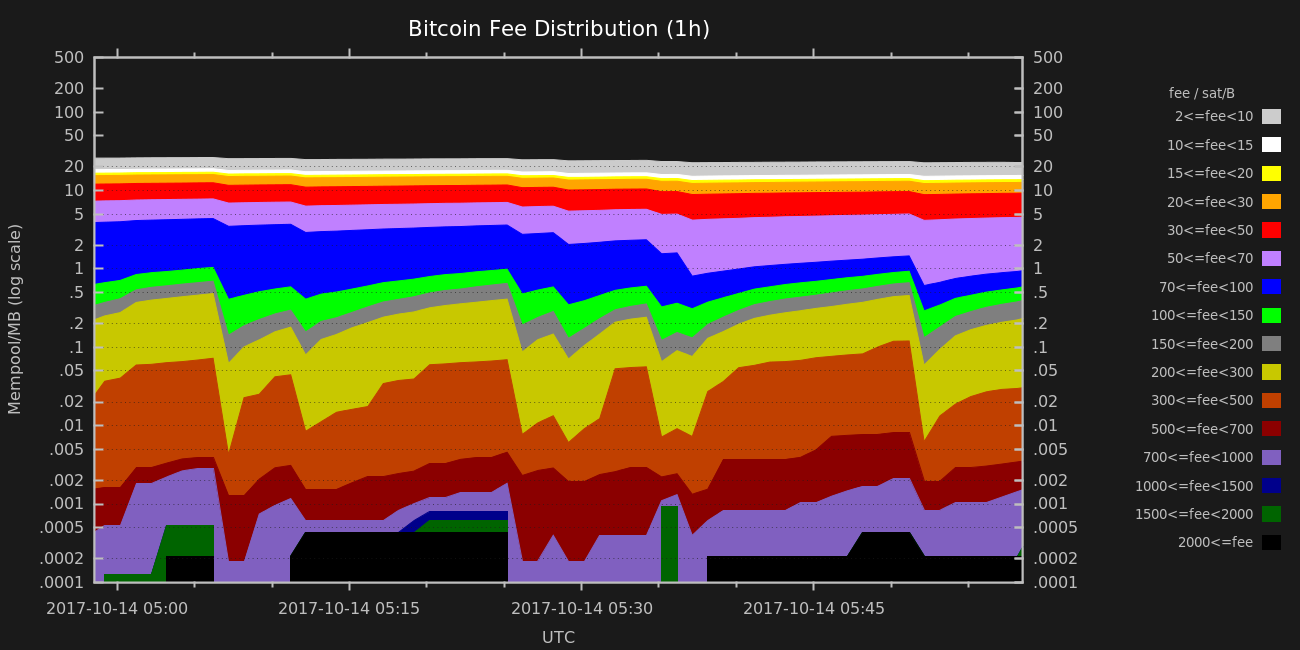 Bitcoin Fee Distribution (1h)
500
200
100
50
20
10
5
2
1
.5
.2
.1
.05
.02
.01
.005
.002
.001
.0005
.0002
.0001
Mempool/MB (log scale)
500
200
100
50
20
10
5
2
1
.5
.2
.1
.05
.02
.01
.005
.002
.001
.0005
.0002
.0001
2017-10-14 05:00
2017-10-14 05:15
2017-10-14 05:30
2017-10-14 05:45
UTC
fee / sat/B
2<=fee<10
10<=fee<15
15<=fee<20
20<=fee<30
30<=fee<50
50<=fee<70
70<=fee<100
100<=fee<150
150<=fee<200
200<=fee<300
300<=fee<500
500<=fee<700
700<=fee<1000
1000<=fee<1500
1500<=fee<2000
2000<=fee